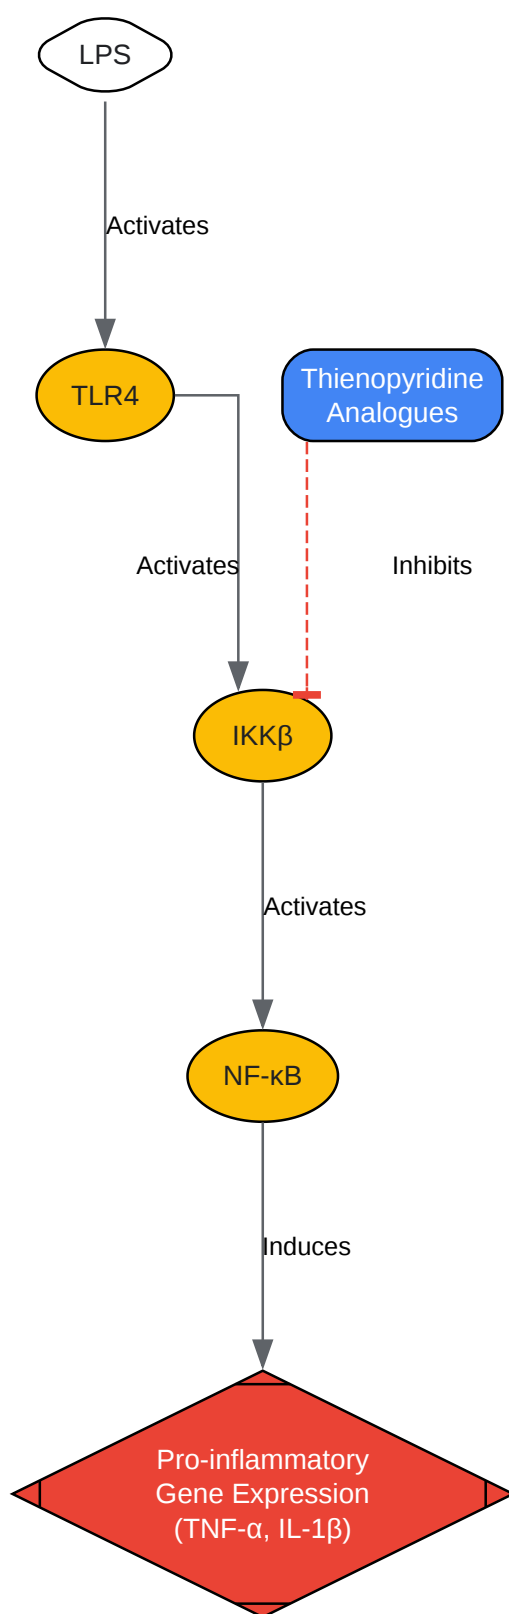 LPS
Activates
TLR4
Thienopyridine
Analogues
Activates
Inhibits
IKKβ
Activates
NF-κB
Induces
Pro-inflammatory
Gene Expression
(TNF-α, IL-1β)